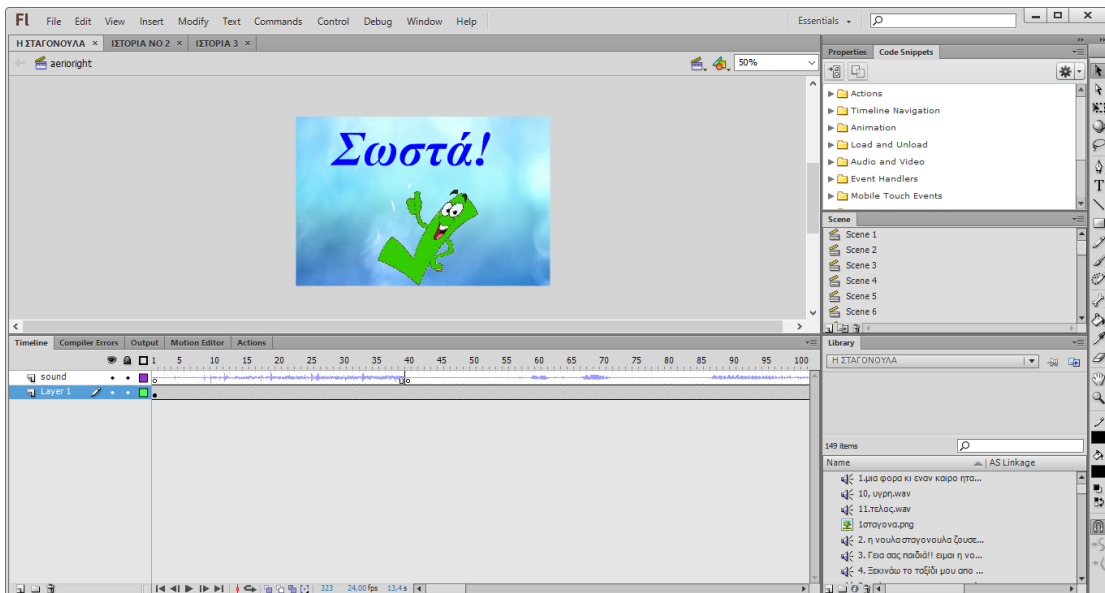 Fl File Edit View Insert Modify Text Commands Control Debug Window Help Essentials
Η ΣΤΑΓΟΝΟΥΛΑ × ΙΣΤΟΡΙΑ ΝΟ 2 × ΙΣΤΟΡΙΑ 3 ×
aerioright 50%
Σωστά!
Timeline Compiler Errors Output Motion Editor Actions
1 5 10 15 20 25 30 35 40 45 50 55 60 65 70 75 80 85 90 95 100
sound
Layer 1
323 24,00 fps 13,4 s
Properties Code Snippets
Actions
Timeline Navigation
Animation
Load and Unload
Audio and Video
Event Handlers
Mobile Touch Events
Scene
Scene 1
Scene 2
Scene 3
Scene 4
Scene 5
Scene 6
Library
Η ΣΤΑΓΟΝΟΥΛΑ
149 items
Name AS Linkage
1.μια φορα κι εναν καιρο ητα...
10, υγρη.wav
11.τελος.wav
1σταγονα.png
2. η νουλα σταγονουλα ζουσε...
3. Γεια σας παιδιά!! ειμαι η νο...
4. Ξεκινάω το ταξίδι μου απο ...